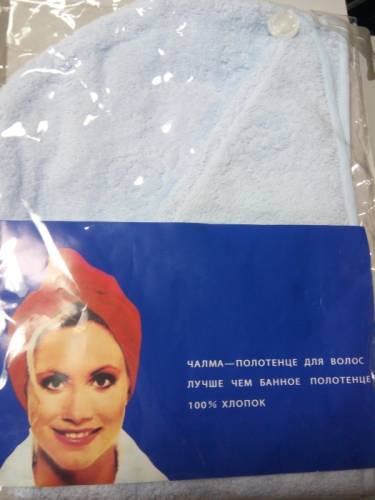 ЧАЛМА—ПОЛОТЕНЦЕ ДЛЯ ВОЛОС
ЛУЧШЕ ЧЕМ БАННОЕ ПОЛОТЕНЦЕ
100% ХЛОПОК